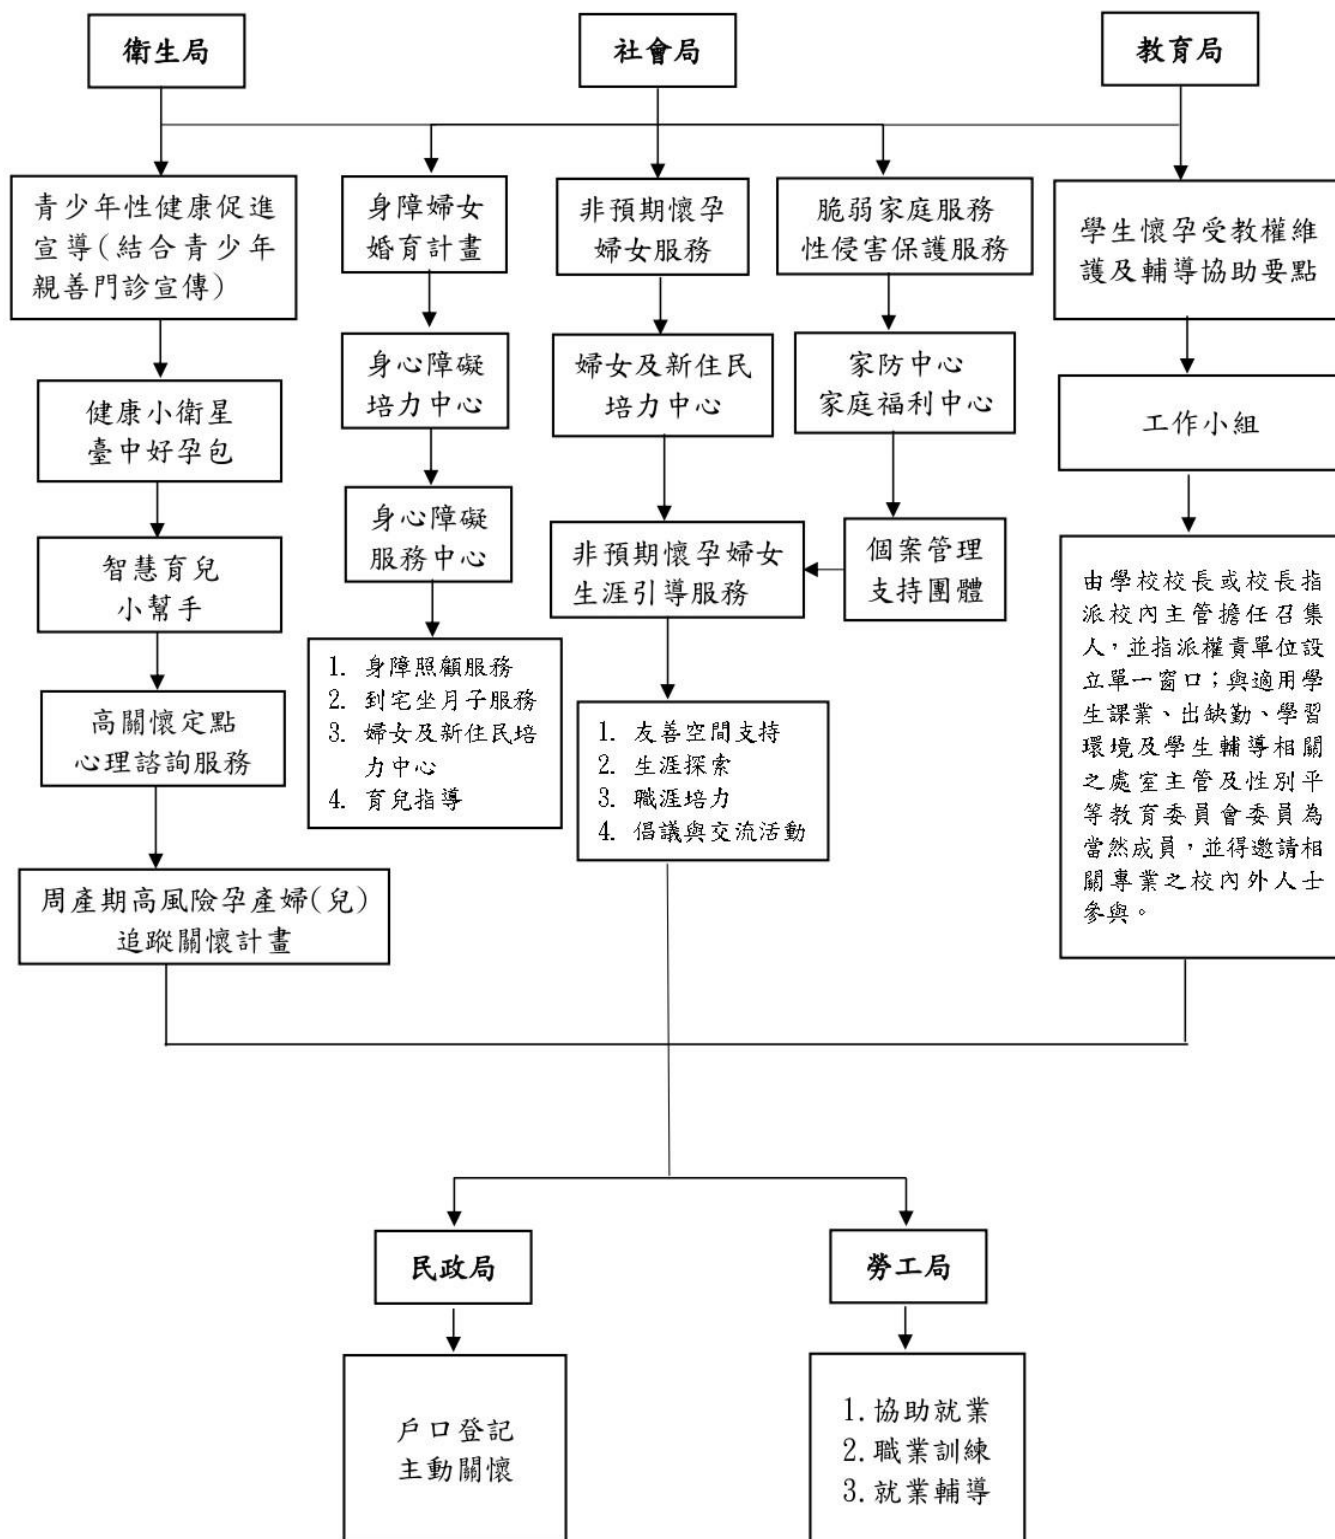 衛生局
社會局
教育局
青少年性健康促進
宣導(結合青少年
親善門診宣傳)
身障婦女
婚育計畫
非預期懷孕
婦女服務
脆弱家庭服務
性侵害保護服務
學生懷孕受教權維
護及輔導協助要點
健康小衛星
臺中好孕包
身心障礙
培力中心
婦女及新住民
培力中心
家防中心
家庭福利中心
工作小組
智慧育兒
小幫手
身心障礙
服務中心
非預期懷孕婦女
生涯引導服務
個案管理
支持團體
由學校校長或校長指
派校內主管擔任召集
人,並指派權責單位設
立單一窗口;與適用學
生課業、出缺勤、學習
環境及學生輔導相關
之處室主管及性別平
等教育委員會委員為
當然成員,並得邀請相
關專業之校內外人士
參與。
高關懷定點
心理諮詢服務
1. 身障照顧服務
2. 到宅坐月子服務
3. 婦女及新住民培
力中心
4. 育兒指導
1. 友善空間支持
2. 生涯探索
3. 職涯培力
4. 倡議與交流活動
周產期高風險孕產婦(兒)
追蹤關懷計畫
民政局
勞工局
戶口登記
主動關懷
1.協助就業
2.職業訓練
3.就業輔導